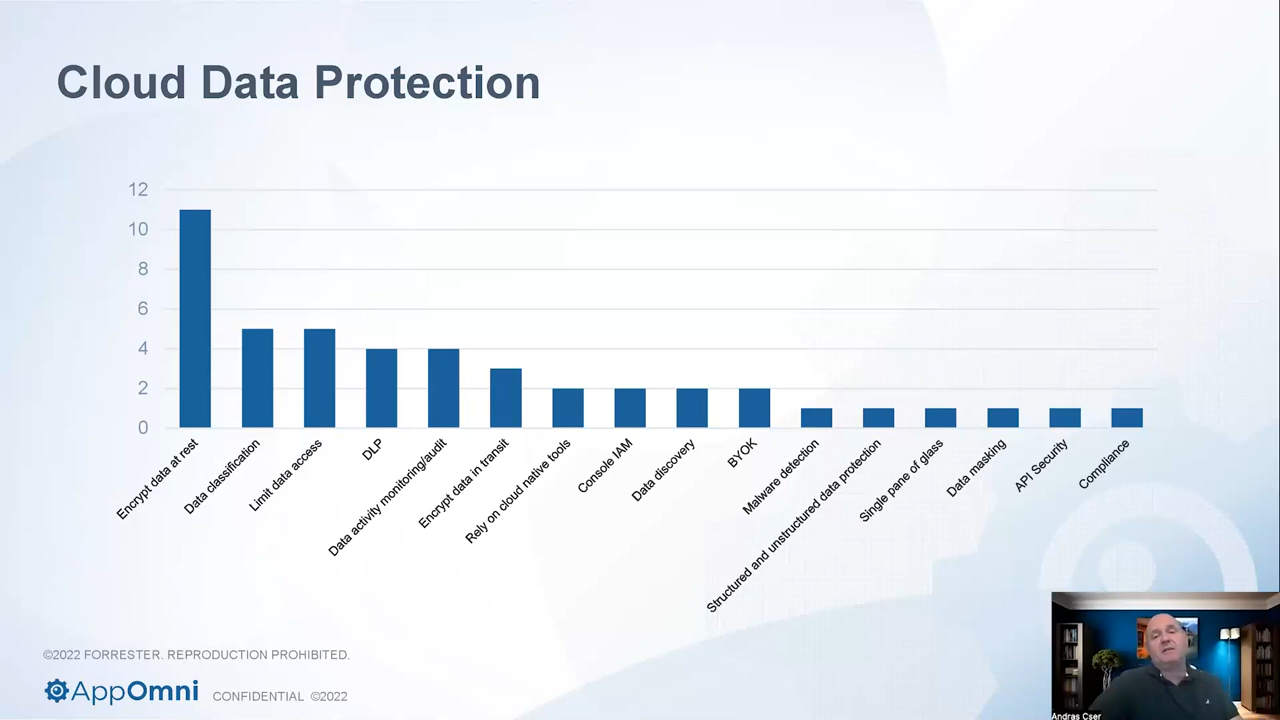 Cloud Data Protection
12
10
8
6
4
2
0
Encrypt data at rest
Data classification
Limit data access
DLP
Data activity monitoring/audit
Encrypt data in transit
Rely on cloud native tools
Console IAM
Data discovery
BYOK
Malware detection
Structured and unstructured data protection
Single pane of glass
Data masking
API Security
Compliance
©2022 FORRESTER. REPRODUCTION PROHIBITED.
AppOmni CONFIDENTIAL ©2022
Andras Cser